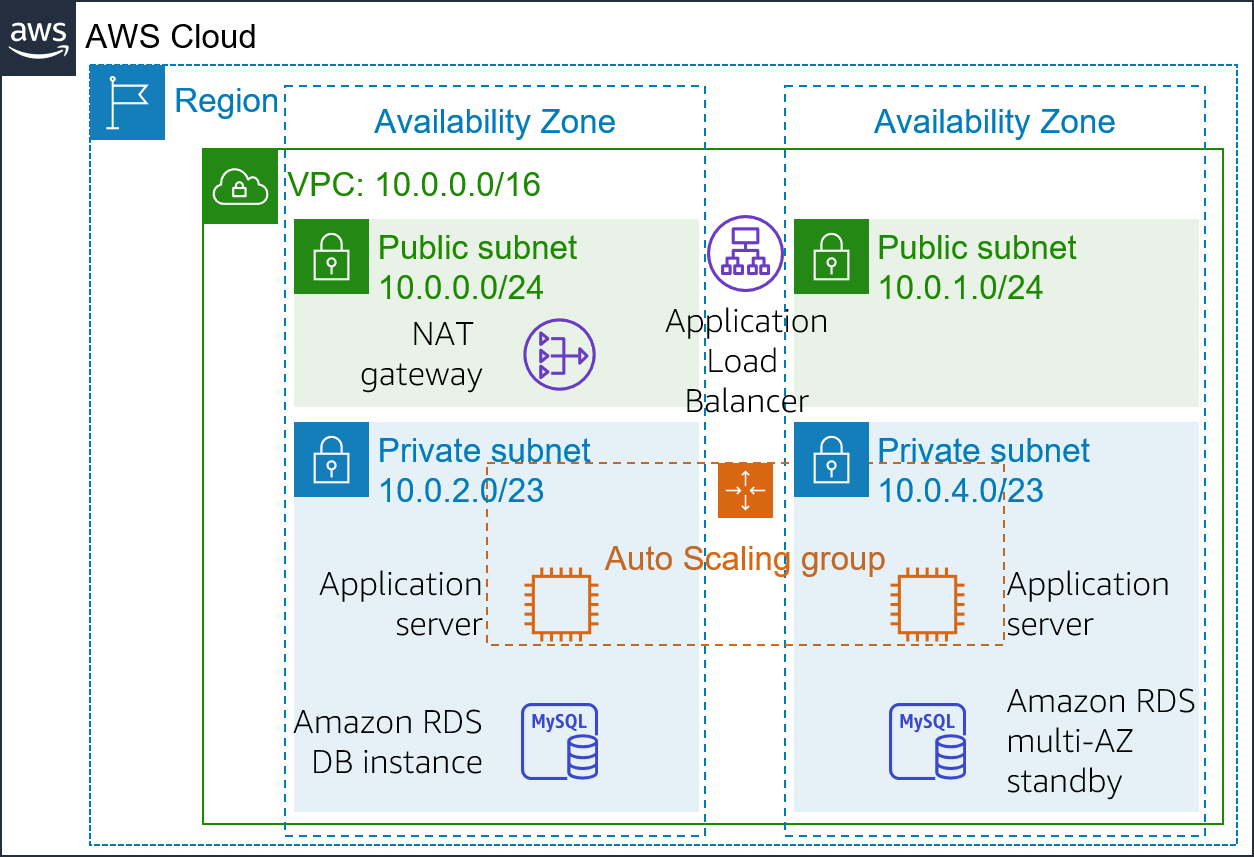 aws
AWS Cloud
Region
Availability Zone
Availability Zone
VPC: 10.0.0.0/16
Public subnet
10.0.0.0/24
NAT
gateway
Application
Load
Balancer
Public subnet
10.0.1.0/24
Private subnet
10.0.2.0/23
Private subnet
10.0.4.0/23
Auto Scaling group
Application
server
Application
server
Amazon RDS
DB instance
MySQL
MySQL
Amazon RDS
multi-AZ
standby